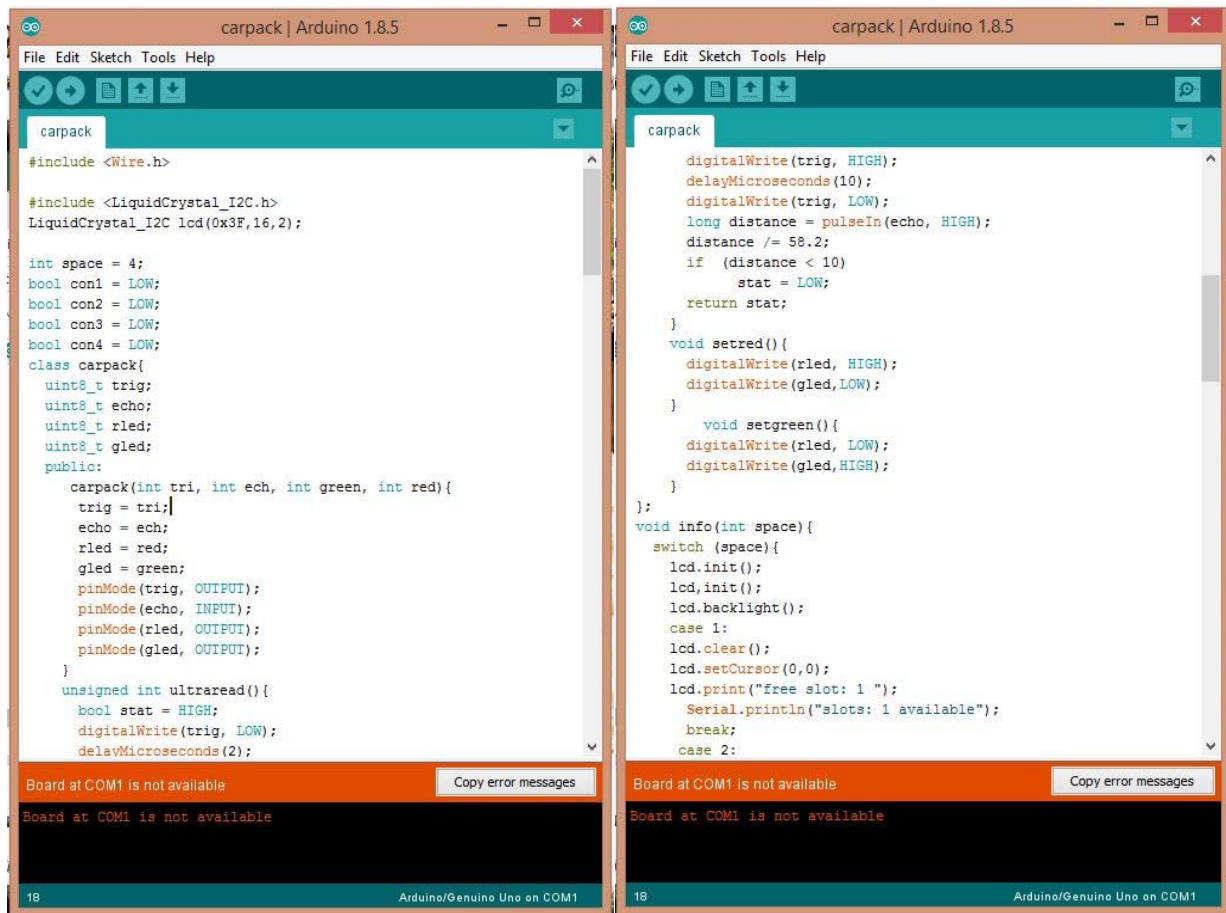 carpack | Arduino 1.8.5
File Edit Sketch Tools Help
carpack
#include <Wire.h>
#include <LiquidCrystal_I2C.h>
LiquidCrystal_I2C lcd(0x3F,16,2);
int space = 4;
bool con1 = LOW;
bool con2 = LOW;
bool con3 = LOW;
bool con4 = LOW;
class carpack{
uint8_t trig;
uint8_t echo;
uint8_t rled;
uint8_t gled;
public:
carpack(int tri, int ech, int green, int red){
trig = tri;
echo = ech;
rled = red;
gled = green;
pinMode(trig, OUTPUT);
pinMode(echo, INPUT);
pinMode(rled, OUTPUT);
pinMode(gled, OUTPUT);
}
unsigned int ultraread(){
bool stat = HIGH;
digitalWrite(trig, LOW);
delayMicroseconds(2);
Board at COM1 is not available
Copy error messages
Board at COM1 is not available
18
Arduino/Genuino Uno on COM1
carpack | Arduino 1.8.5
File Edit Sketch Tools Help
carpack
digitalWrite(trig, HIGH);
delayMicroseconds(10);
digitalWrite(trig, LOW);
long distance = pulseIn(echo, HIGH);
distance /= 58.2;
if (distance < 10)
stat = LOW;
return stat;
}
void setred(){
digitalWrite(rled, HIGH);
digitalWrite(gled,LOW);
}
void setgreen(){
digitalWrite(rled, LOW);
digitalWrite(gled,HIGH);
}
};
void info(int space){
switch (space){
lcd.init();
lcd,init();
lcd.backlight();
case 1:
lcd.clear();
lcd.setCursor(0,0);
lcd.print("free slot: 1 ");
Serial.println("slots: 1 available");
break;
case 2:
Board at COM1 is not available
Copy error messages
Board at COM1 is not available
18
Arduino/Genuino Uno on COM1